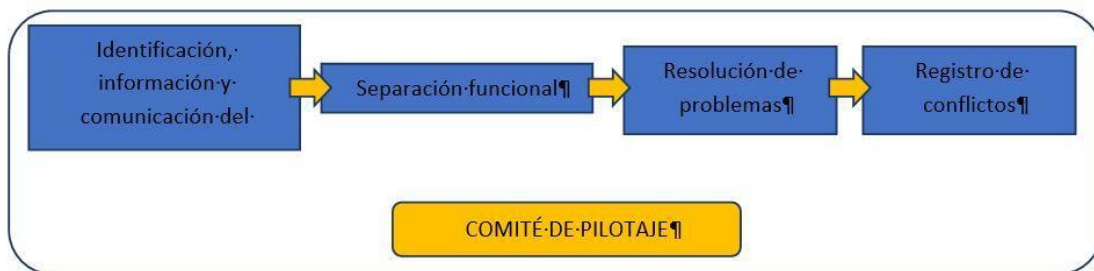 Identificación,·
información·y·
comunicación·del·
Separación·funcional¶
Resolución·de·
problemas¶
Registro·de·
conflictos¶
COMITÉ·DE·PILOTAJE¶